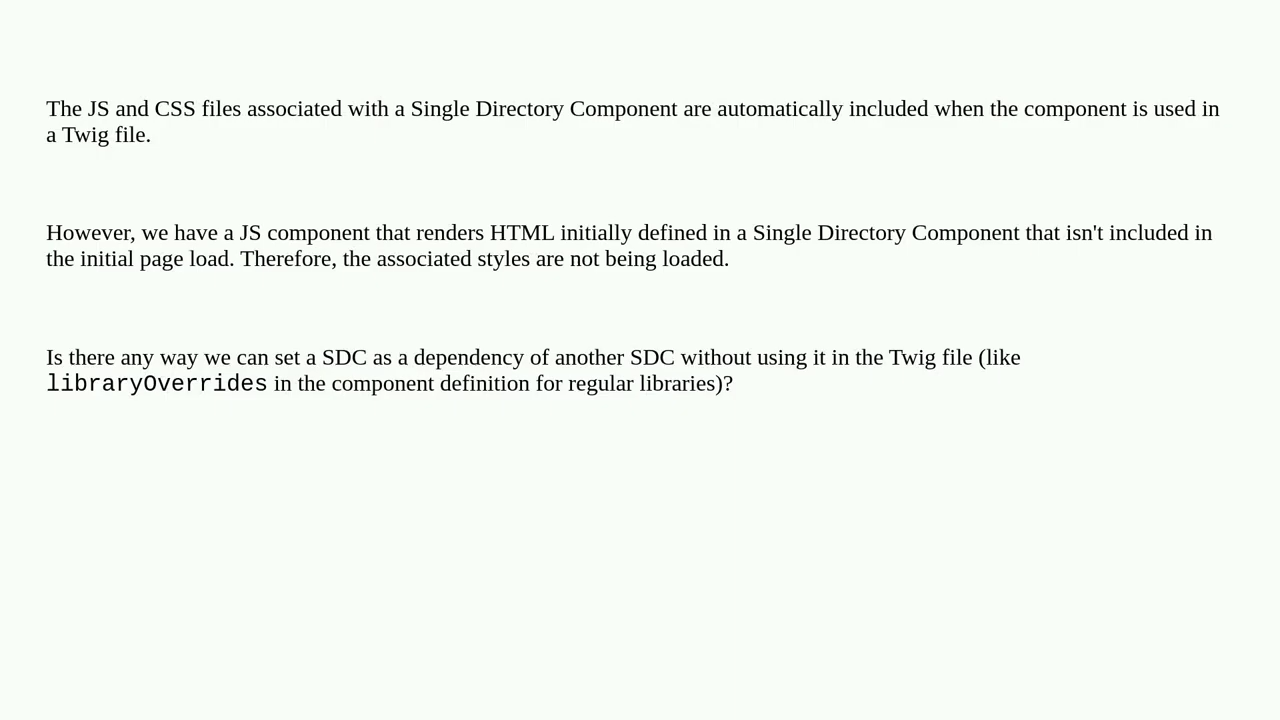 The JS and CSS files associated with a Single Directory Component are automatically included when the component is used in
a Twig file.
However, we have a JS component that renders HTML initially defined in a Single Directory Component that isn't included in
the initial page load. Therefore, the associated styles are not being loaded.
Is there any way we can set a SDC as a dependency of another SDC without using it in the Twig file (like
libraryOverrides in the component definition for regular libraries)?